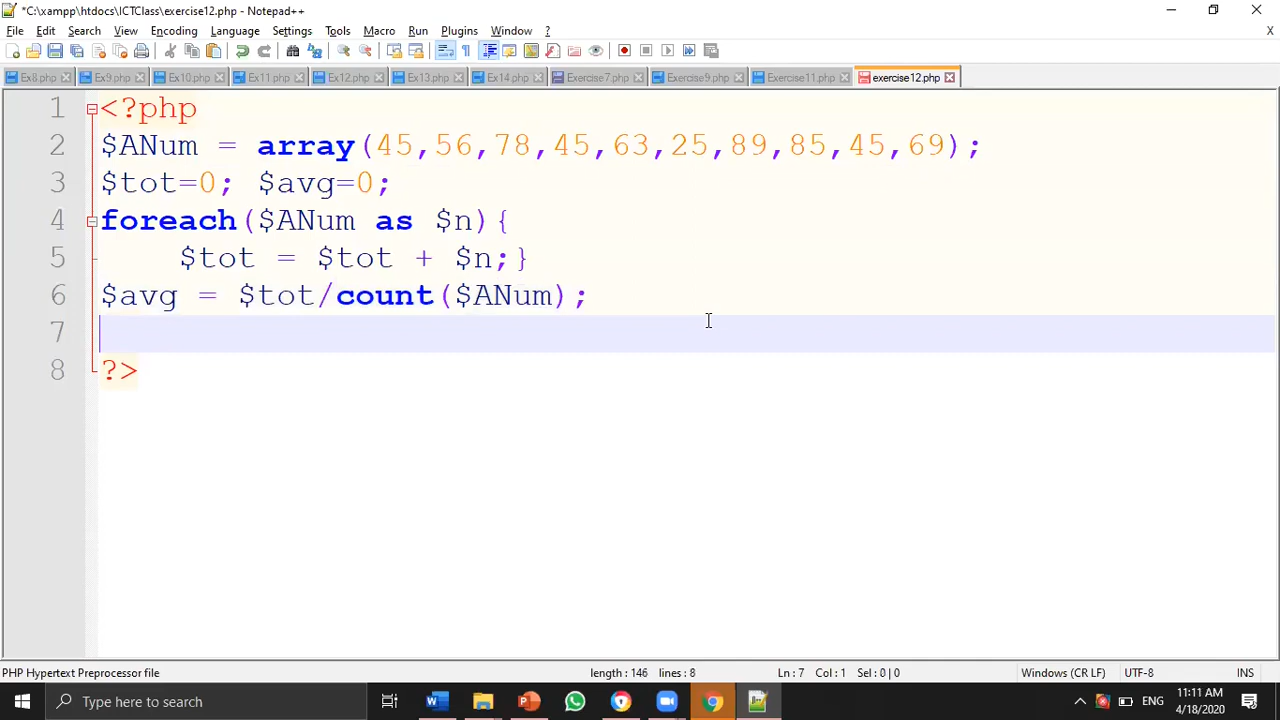 *C:\xampp\htdocs\ICTClass\exercise12.php - Notepad++
File Edit Search View Encoding Language Settings Tools Macro Run Plugins Window ? X
Ex8.php Ex9.php Ex10.php Ex11.php Ex12.php Ex13.php Ex14.php Exercise7.php Exercise9.php Exercise11.php exercise12.php
1 <?php
2 $ANum = array(45,56,78,45,63,25,89,85,45,69);
3 $tot=0; $avg=0;
4 foreach($ANum as $n){
5 $tot = $tot + $n;}
6 $avg = $tot/count($ANum);
7
8 ?>
PHP Hypertext Preprocessor file length : 146 lines : 8 Ln : 7 Col : 1 Sel : 0 | 0 Windows (CR LF) UTF-8 INS
Type here to search ENG 11:11 AM
4/18/2020